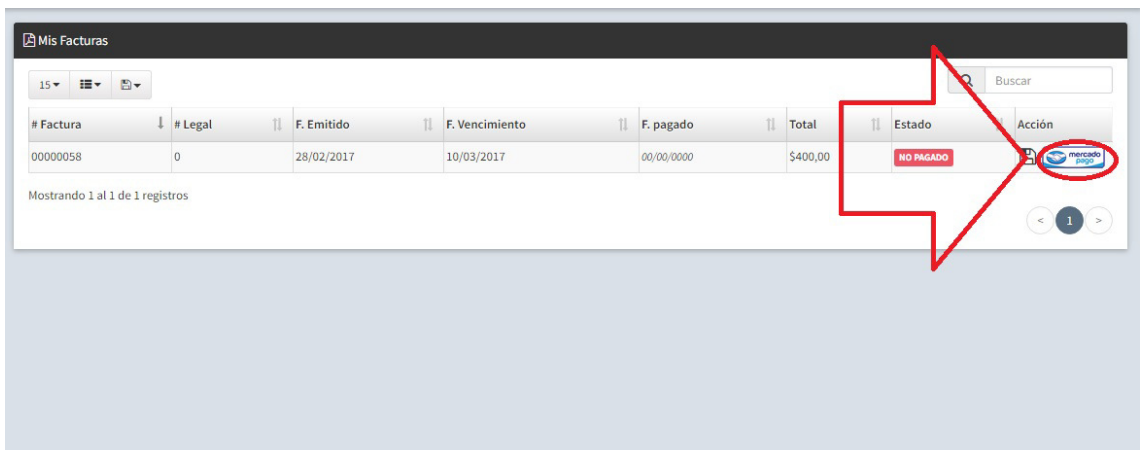 Mis Facturas
15
Buscar
# Factura # Legal F. Emitido F. Vencimiento F. pagado Total Estado Acción
00000058 0 28/02/2017 10/03/2017 00/00/0000 $400,00 NO PAGADO mercado pago
Mostrando 1 al 1 de 1 registros
< 1 >